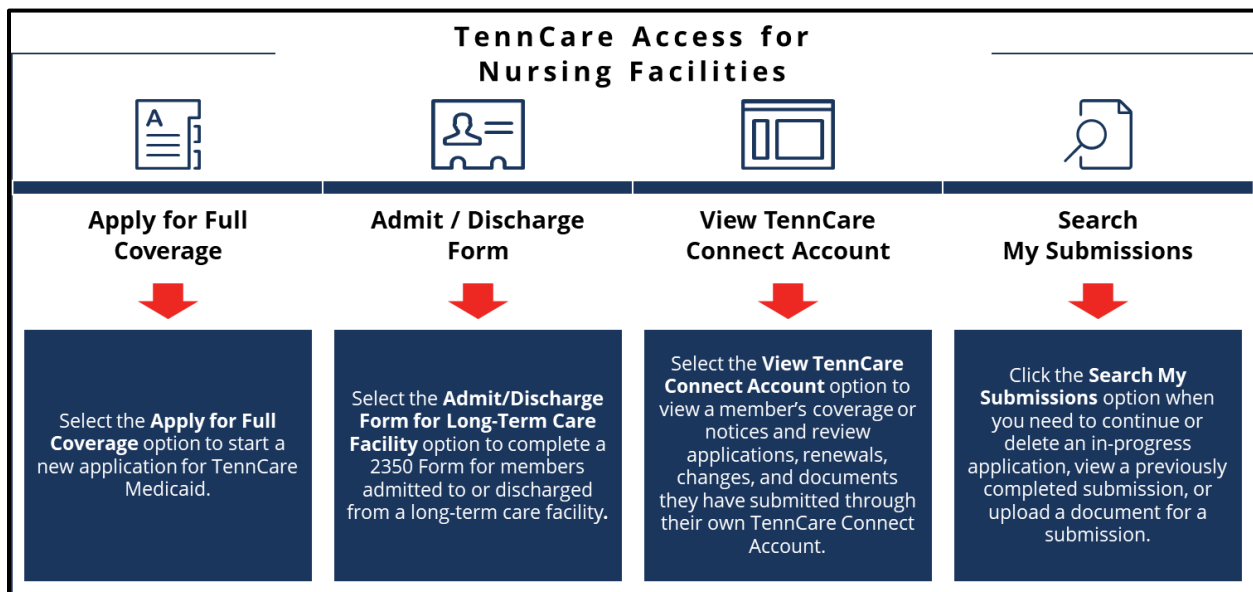 TennCare Access for
Nursing Facilities
A
Apply for Full
Coverage
Select the Apply for Full
Coverage option to start a
new application for TennCare
Medicaid.
Admit / Discharge
Form
Select the Admit/Discharge
Form for Long-Term Care
Facility option to complete a
2350 Form for members
admitted to or discharged
from a long-term care facility.
View TennCare
Connect Account
Select the View TennCare
Connect Account option to
view a member’s coverage or
notices and review
applications, renewals,
changes, and documents
they have submitted through
their own TennCare Connect
Account.
Search
My Submissions
Click the Search My
Submissions option when
you need to continue or
delete an in-progress
application, view a previously
completed submission, or
upload a document for a
submission.